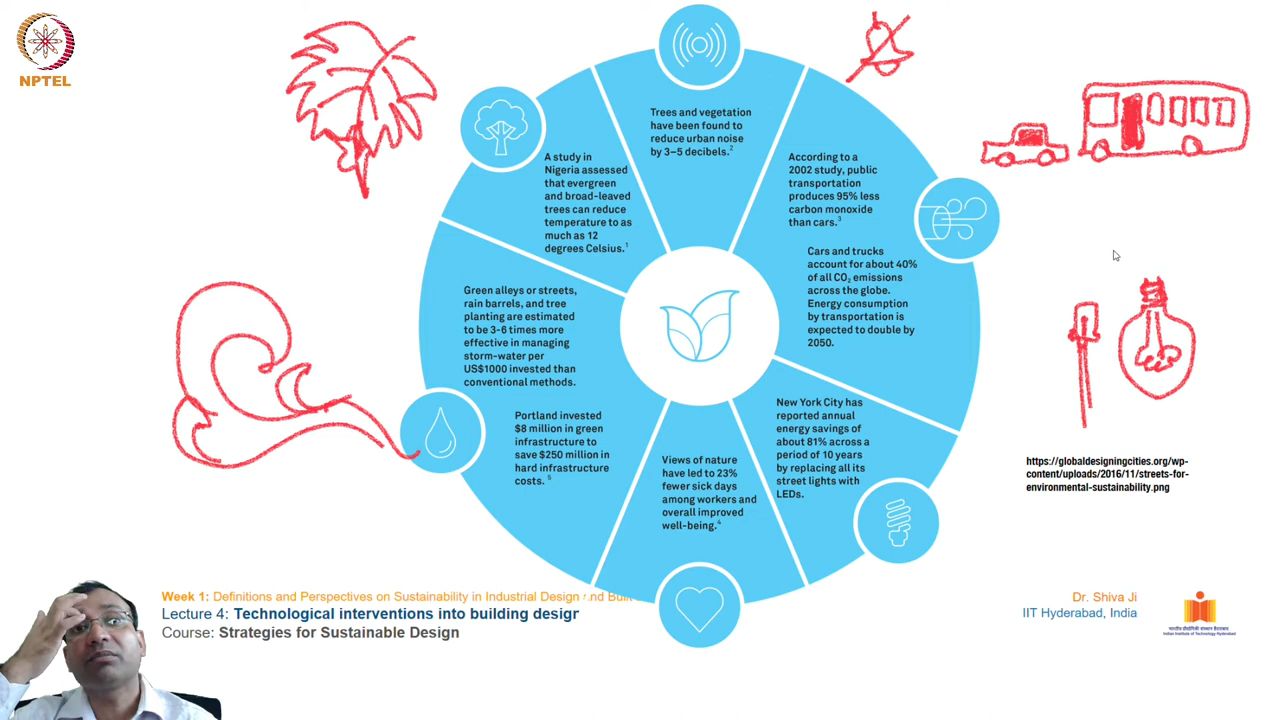 NPTEL
Trees and vegetation
have been found to
reduce urban noise
by 3–5 decibels.2
A study in
Nigeria assessed
that evergreen
and broad-leaved
trees can reduce
temperature to as
much as 12
degrees Celsius.1
According to a
2002 study, public
transportation
produces 95% less
carbon monoxide
than cars.3
Cars and trucks
account for about 40%
of all CO2 emissions
across the globe.
Energy consumption
by transportation is
expected to double by
2050.
Green alleys or streets,
rain barrels, and tree
planting are estimated
to be 3-6 times more
effective in managing
storm-water per
US$1000 invested than
conventional methods.
Portland invested
$8 million in green
infrastructure to
save $250 million in
hard infrastructure
costs. 5
Views of nature
have led to 23%
fewer sick days
among workers and
overall improved
well-being.4
New York City has
reported annual
energy savings of
about 81% across a
period of 10 years
by replacing all its
street lights with
LEDs.
https://globaldesigningcities.org/wp-
content/uploads/2016/11/streets-for-
environmental-sustainability.png
Week 1: Definitions and Perspectives on Sustainability in Industrial Design and Built
Lecture 4: Technological interventions into building design
Course: Strategies for Sustainable Design
Dr. Shiva Ji
IIT Hyderabad, India
भारतीय प्रौद्योगिकी संस्थान हैदराबाद
Indian Institute of Technology Hyderabad